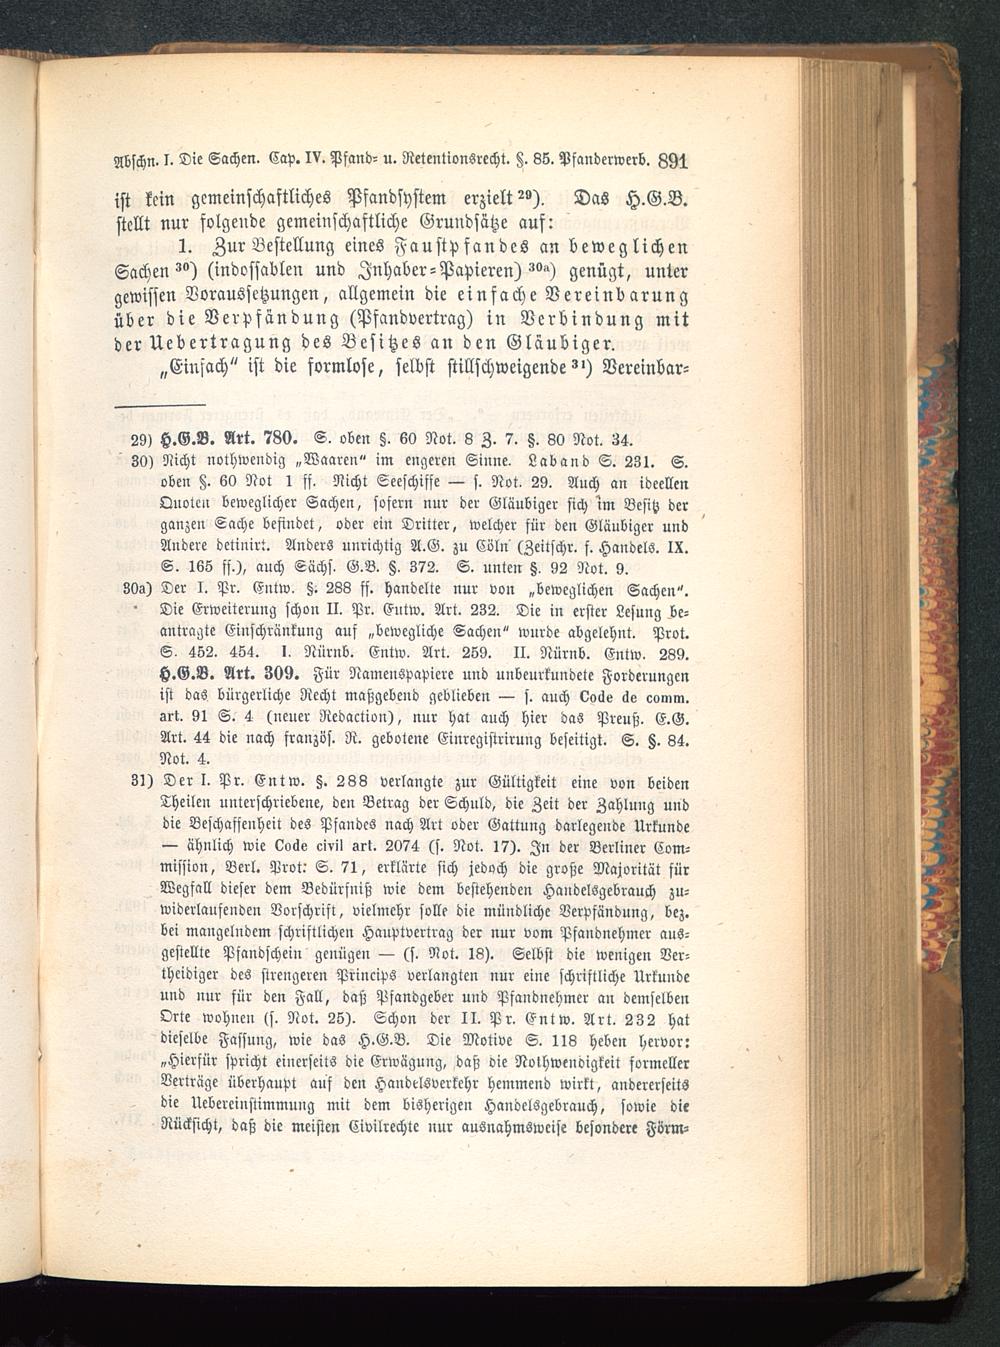 Abschn. I. Die Sachen. Cap. IV. Pfand- u. Retentionsrecht. §. 85. Pfanderwerb. 891
ist kein gemeinschaftliches Pfandsystem erzielt 29). Das H.G.B.
stellt nur folgende gemeinschaftliche Grundsätze auf:
1. Zur Bestellung eines Faustpfandes an beweglichen
Sachen 30) (indossablen und Inhaber-Papieren) 30a) genügt, unter
gewissen Voraussetzungen, allgemein die einfache Vereinbarung
über die Verpfändung (Pfandvertrag) in Verbindung mit
der Uebertragung des Besitzes an den Gläubiger.
„Einfach“ ist die formlose, selbst stillschweigende 31) Vereinbar-
29) H.G.B. Art. 780. S. oben §. 60 Not. 8 Z. 7. §. 80 Not. 34.
30) Nicht nothwendig „Waaren“ im engeren Sinne. Laband S. 231. S.
oben §. 60 Not 1 ff. Nicht Seeschiffe — s. Not. 29. Auch an ideellen
Quoten beweglicher Sachen, sofern nur der Gläubiger sich im Besitz der
ganzen Sache befindet, oder ein Dritter, welcher für den Gläubiger und
Andere detinirt. Anders unrichtig A.G. zu Cöln (Zeitschr. f. Handels. IX.
S. 165 ff.), auch Sächs. G.B. §. 372. S. unten §. 92 Not. 9.
30a) Der I. Pr. Entw. §. 288 ff. handelte nur von „beweglichen Sachen“.
Die Erweiterung schon II. Pr. Entw. Art. 232. Die in erster Lesung be-
antragte Einschränkung auf „bewegliche Sachen“ wurde abgelehnt. Prot.
S. 452. 454. I. Nürnb. Entw. Art. 259. II. Nürnb. Entw. 289.
H.G.B. Art. 309. Für Namenspapiere und unbeurkundete Forderungen
ist das bürgerliche Recht maßgebend geblieben — s. auch Code de comm.
art. 91 S. 4 (neuer Redaction), nur hat auch hier das Preuß. E.G.
Art. 44 die nach französ. R. gebotene Einregistrirung beseitigt. S. §. 84.
Not. 4.
31) Der I. Pr. Entw. §. 288 verlangte zur Gültigkeit eine von beiden
Theilen unterschriebene, den Betrag der Schuld, die Zeit der Zahlung und
die Beschaffenheit des Pfandes nach Art oder Gattung darlegende Urkunde
— ähnlich wie Code civil art. 2074 (s. Not. 17). In der Berliner Com-
mission, Berl. Prot. S. 71, erklärte sich jedoch die große Majorität für
Wegfall dieser dem Bedürfniß wie dem bestehenden Handelsgebrauch zu-
widerlaufenden Vorschrift, vielmehr solle die mündliche Verpfändung, bez.
bei mangelndem schriftlichen Hauptvertrag der nur vom Pfandnehmer aus-
gestellte Pfandschein genügen — (s. Not. 18). Selbst die wenigen Ver-
theidiger des strengeren Princips verlangten nur eine schriftliche Urkunde
und nur für den Fall, daß Pfandgeber und Pfandnehmer an demselben
Orte wohnen (s. Not. 25). Schon der II. Pr. Entw. Art. 232 hat
dieselbe Fassung, wie das H.G.B. Die Motive S. 118 heben hervor:
„Hierfür spricht einerseits die Erwägung, daß die Nothwendigkeit formeller
Verträge überhaupt auf den Handelsverkehr hemmend wirkt, andererseits
die Uebereinstimmung mit dem bisherigen Handelsgebrauch, sowie die
Rücksicht, daß die meisten Civilrechte nur ausnahmsweise besondere Förm-